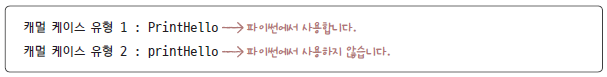 캐멀 케이스 유형 1 : PrintHello → 파이썬에서 사용합니다.
캐멀 케이스 유형 2 : printHello → 파이썬에서 사용하지 않습니다.